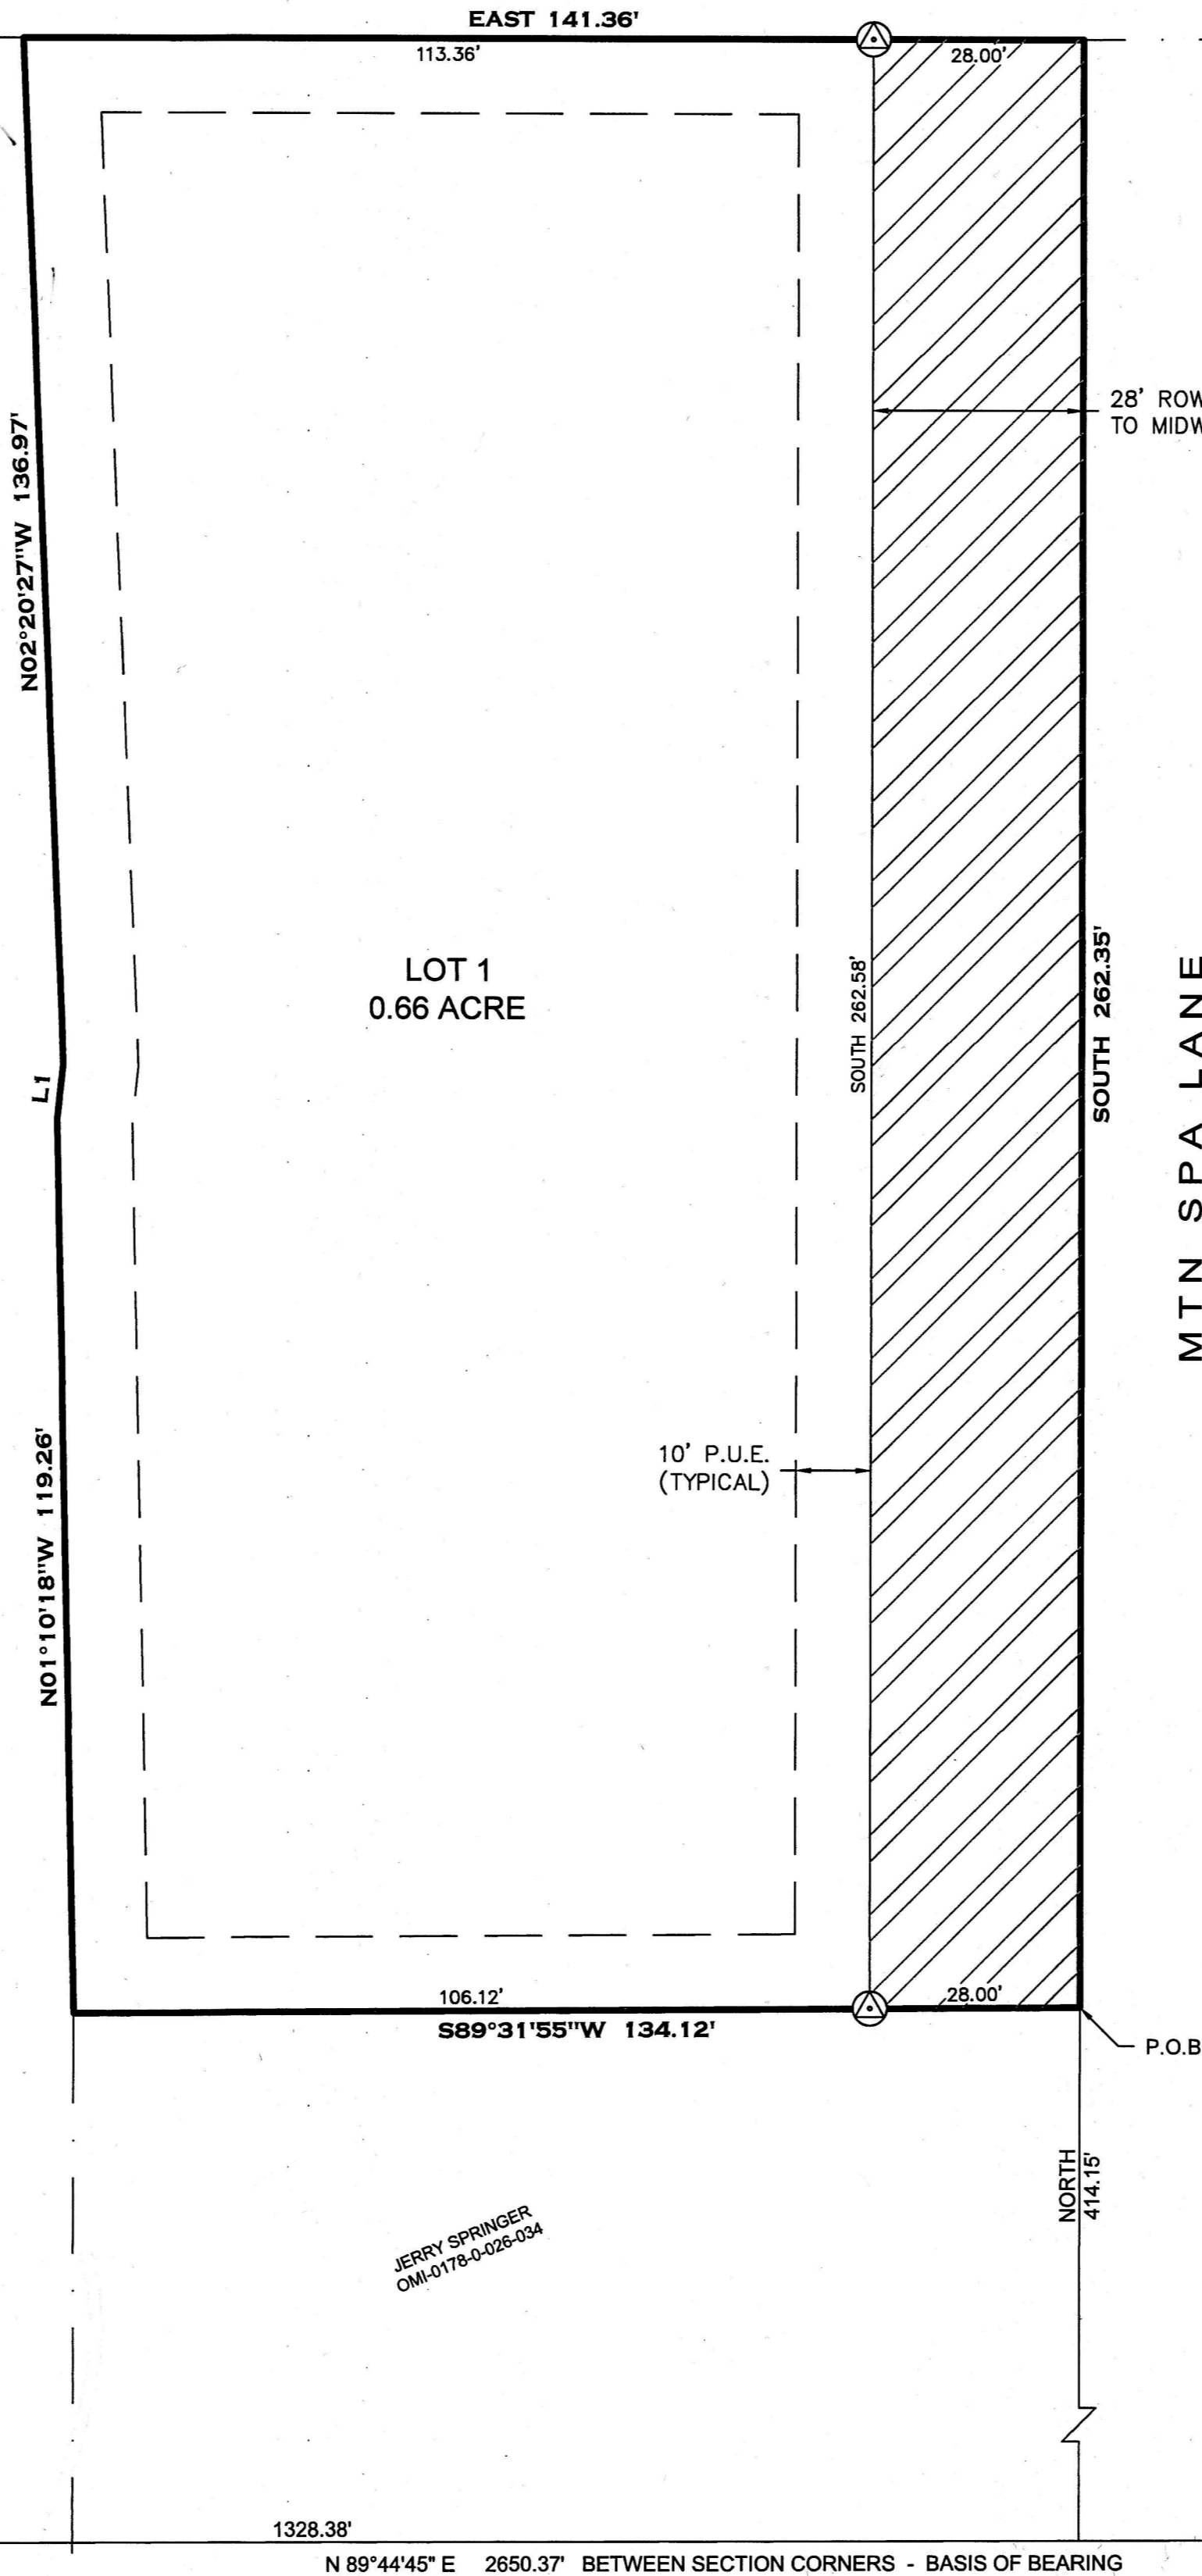 EAST 141.36'
113.36'
28.00'
28' ROW
TO MIDW
N02°20'27"W 136.97'
LOT 1
0.66 ACRE
SOUTH 262.58'
SOUTH 262.35'
MTN SPA LANE
L1
10' P.U.E.
(TYPICAL)
N01°10'18"W 119.26'
106.12'
28.00'
S89°31'55"W 134.12'
P.O.B
NORTH
414.15'
JERRY SPRINGER
OMI-0178-0-026-034
1328.38'
N 89°44'45" E 2650.37' BETWEEN SECTION CORNERS - BASIS OF BEARING